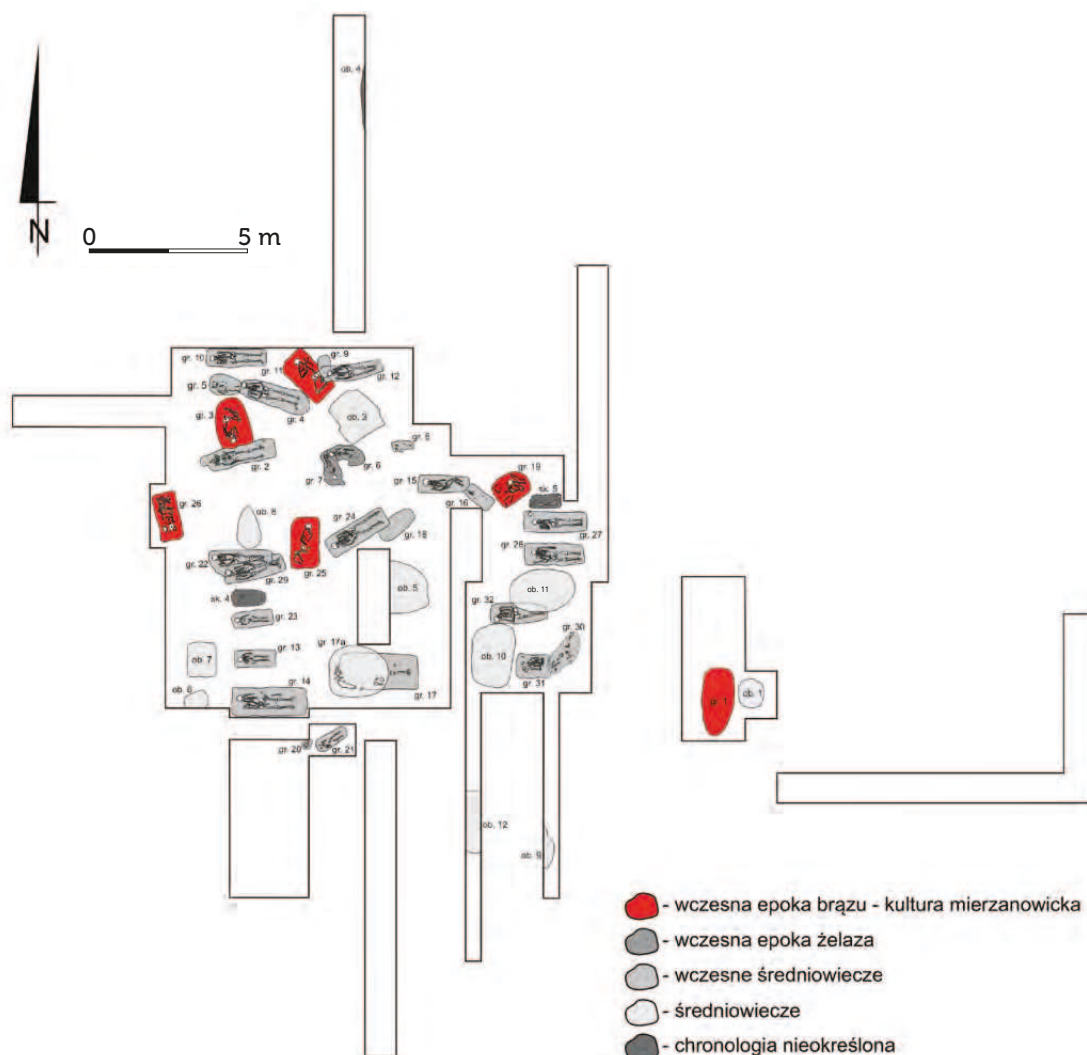 ob. 4
N
0 5 m
gr. 10
gr. 9
gr. 11
gr. 12
gr. 5
gr. 4
gr. 3
ob. 3
gr. 2
gr. 6
gr. 7
gr. 15
gr. 16
gr. 19
sk. 5
gr. 26
ob. 8
gr. 24
gr. 18
gr. 27
gr. 28
gr. 22
gr. 29
gr. 25
ob. 5
ob. 11
sk. 4
gr. 23
gr. 32
gr. 30
gr. 13
gr. 17a
ob. 7
ob. 10
gr. 31
gr. 14
gr. 17
gr. 1
ob. 1
gr. 20
gr. 21
ob. 12
ob. 9
- wczesna epoka brązu - kultura mierzanowicka
- wczesna epoka żelaza
- wczesne średniowiecze
- średniowiecze
- chronologia nieokreślona